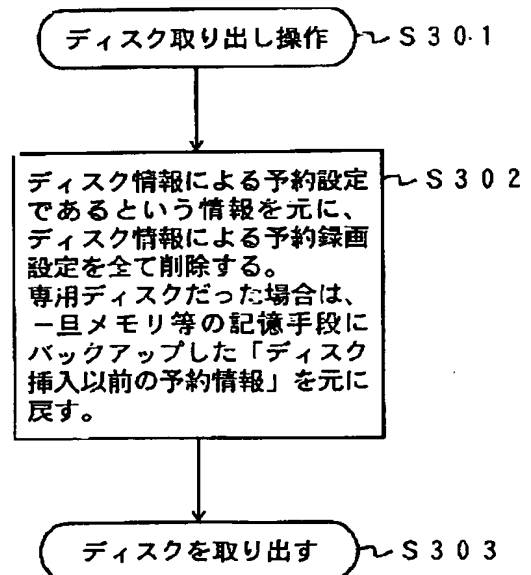 ディスク取り出し操作 S301
ディスク情報による予約設定 S302
であるという情報を元に、
ディスク情報による予約録画
設定を全て削除する。
専用ディスクだった場合は、
一旦メモリ等の記憶手段に
バックアップした「ディスク
挿入以前の予約情報」を元に
戻す。
ディスクを取り出す S303